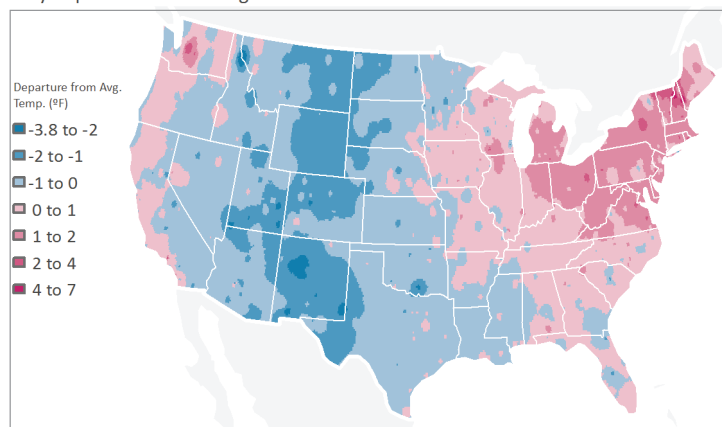 Departure from Avg.
Temp. (ºF)
-3.8 to -2
-2 to -1
-1 to 0
0 to 1
1 to 2
2 to 4
4 to 7